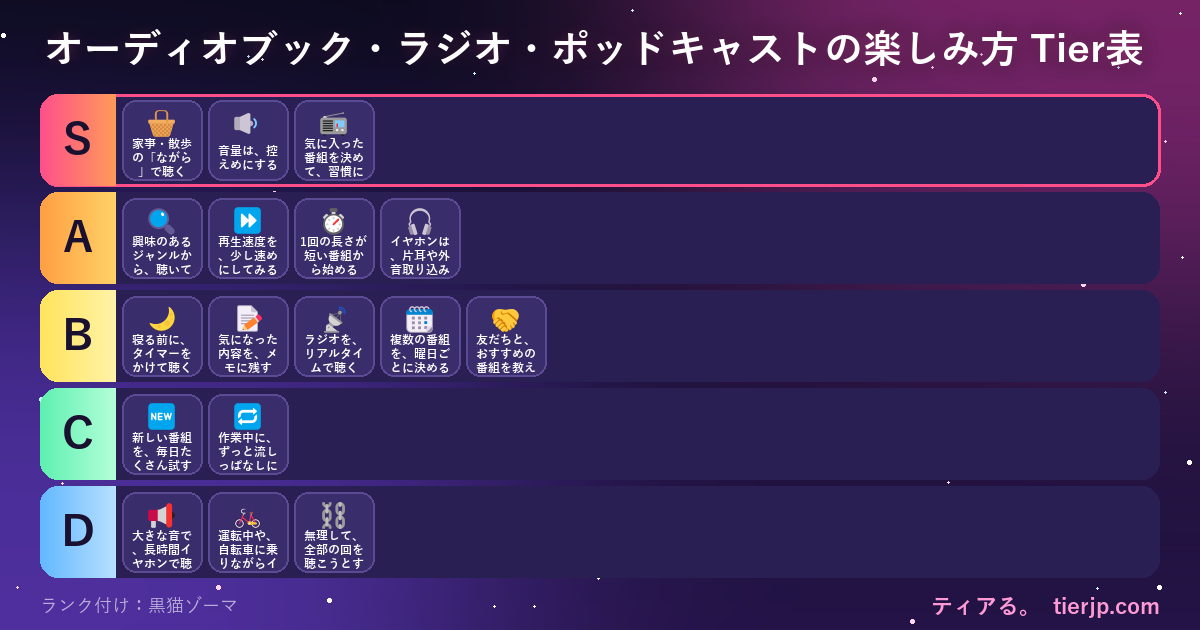 オーディオブック・ラジオ・ポッドキャストの楽しみ方 Tier表
S
家事・散歩
の「ながら
」で聴く
音量は、控
えめにする
気に入った
番組を決め
て、習慣に
A
興味のある
ジャンルか
ら、聴いて
再生速度を
、少し速め
にしてみる
1回の長さが
短い番組か
ら始める
イヤホンは
、片耳や外
音取り込み
B
寝る前に、
タイマーを
かけて聴く
気になった
内容を、メ
モに残す
ラジオを、
リアルタイ
ムで聴く
複数の番組
を、曜日ご
とに決める
友だちと、
おすすめの
番組を教え
C
NEW
新しい番組
を、毎日た
くさん試す
作業中に、
ずっと流し
っぱなしに
D
大きな音で
、長時間イ
ヤホンで聴
運転中や、
自転車に乗
りながらイ
無理して、
全部の回を
聴こうとす
ランク付け：黒猫ゾーマ
ティアる。 tierjp.com